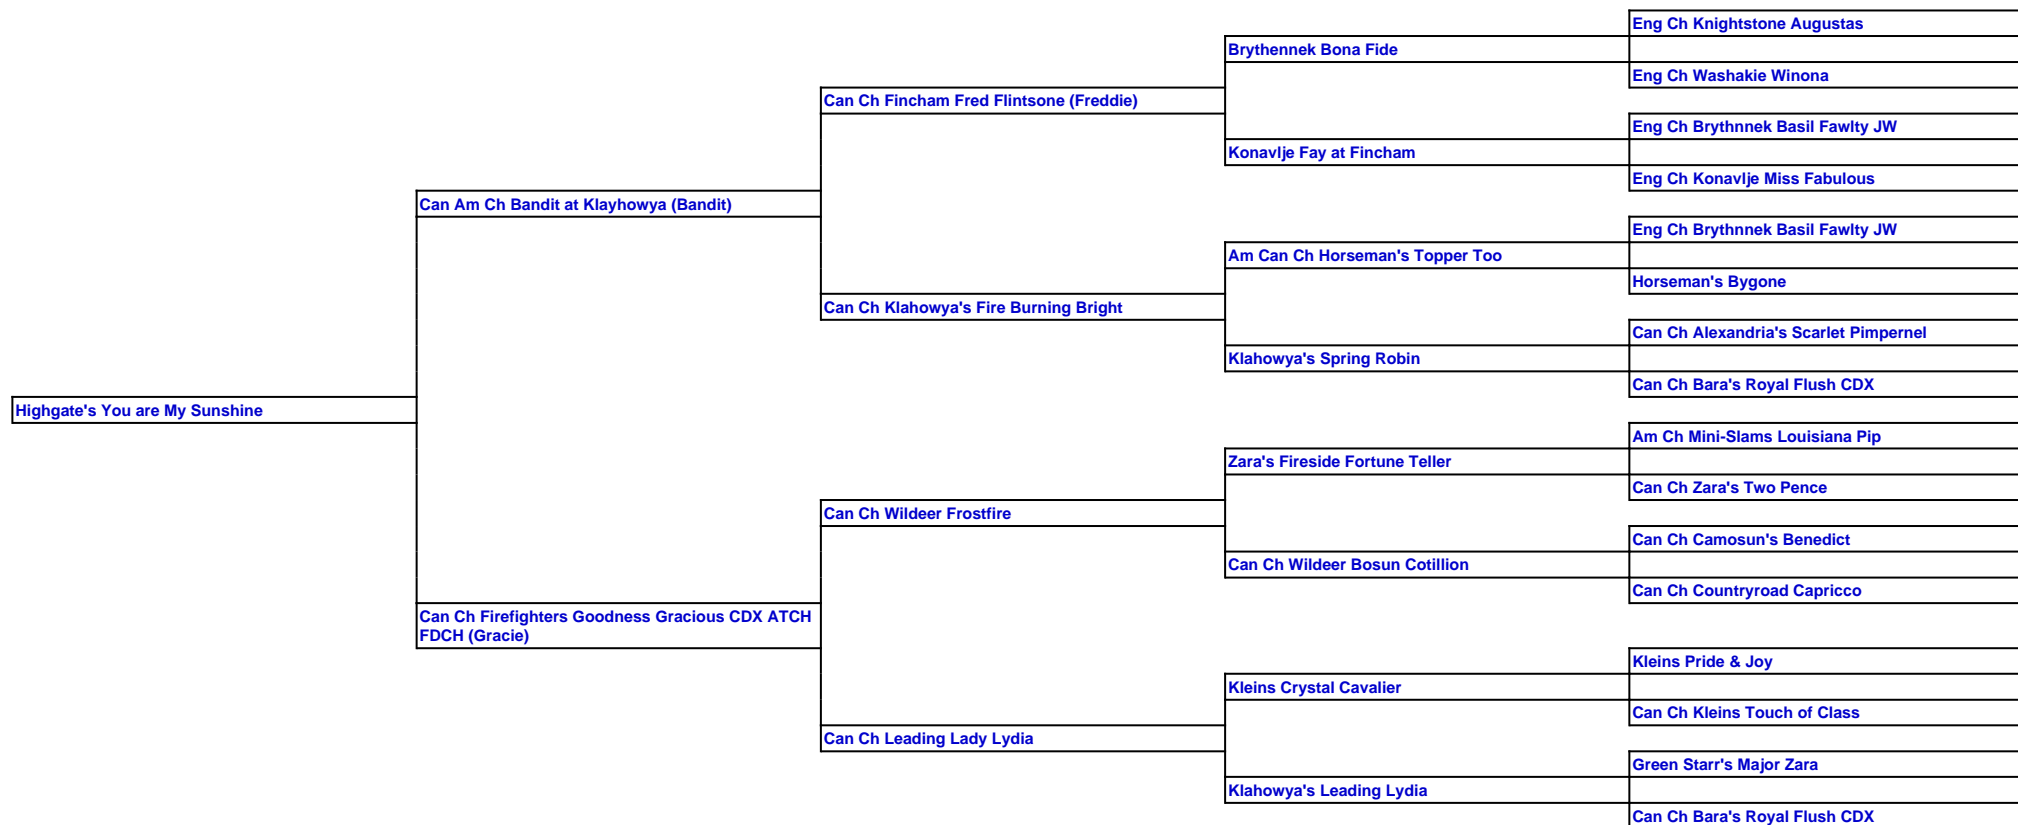 Eng Ch Knightstone Augustas
Brythennek Bona Fide
Eng Ch Washakie Winona
Can Ch Fincham Fred Flintsone (Freddie)
Eng Ch Brythnnek Basil Fawlty JW
Konavlje Fay at Fincham
Eng Ch Konavlje Miss Fabulous
Can Am Ch Bandit at Klayhowya (Bandit)
Eng Ch Brythnnek Basil Fawlty JW
Am Can Ch Horseman's Topper Too
Horseman's Bygone
Can Ch Klahowya's Fire Burning Bright
Can Ch Alexandria's Scarlet Pimpernel
Klahowya's Spring Robin
Can Ch Bara's Royal Flush CDX
Highgate's You are My Sunshine
Am Ch Mini-Slams Louisiana Pip
Zara's Fireside Fortune Teller
Can Ch Zara's Two Pence
Can Ch Wildeer Frostfire
Can Ch Camosun's Benedict
Can Ch Wildeer Bosun Cotillion
Can Ch Countryroad Capricco
Can Ch Firefighters Goodness Gracious CDX ATCH
FDCH (Gracie)
Kleins Pride & Joy
Kleins Crystal Cavalier
Can Ch Kleins Touch of Class
Can Ch Leading Lady Lydia
Green Starr's Major Zara
Klahowya's Leading Lydia
Can Ch Bara's Royal Flush CDX